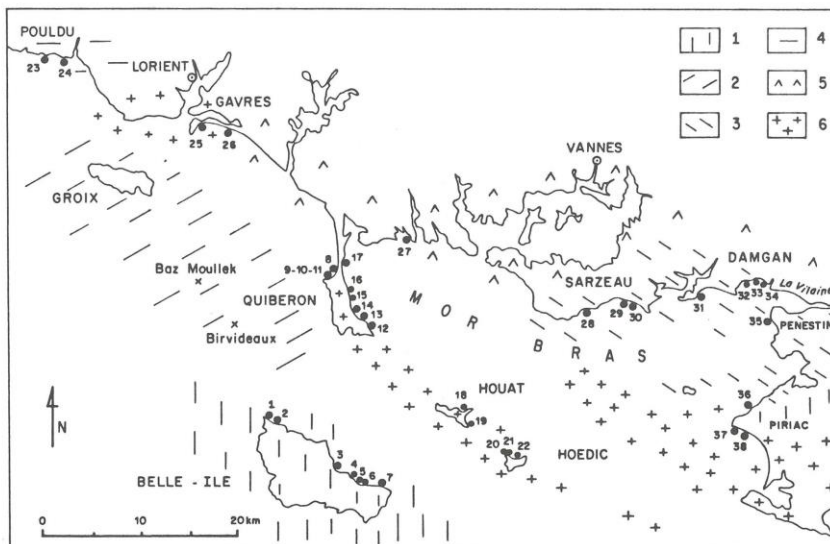 POULDU
23
24
LORIENT
GAVRES
25
26
1
4
2
5
3
6
VANNES
GROIX
Baz Moullek
Birvideaux
9-10-11
8
17
27
QUIBERON
16
15
14
13
12
MOR
BRAS
SARZEAU
28
29
30
31
DAMGAN
32
33
34
La Vilaine
35
PENESTIN
36
37
38
PIRIAC
HOUAT
18
19
20
21
22
HOEDIC
BELLE-ILE
1
2
3
4
5
6
7
N
0
10
20km